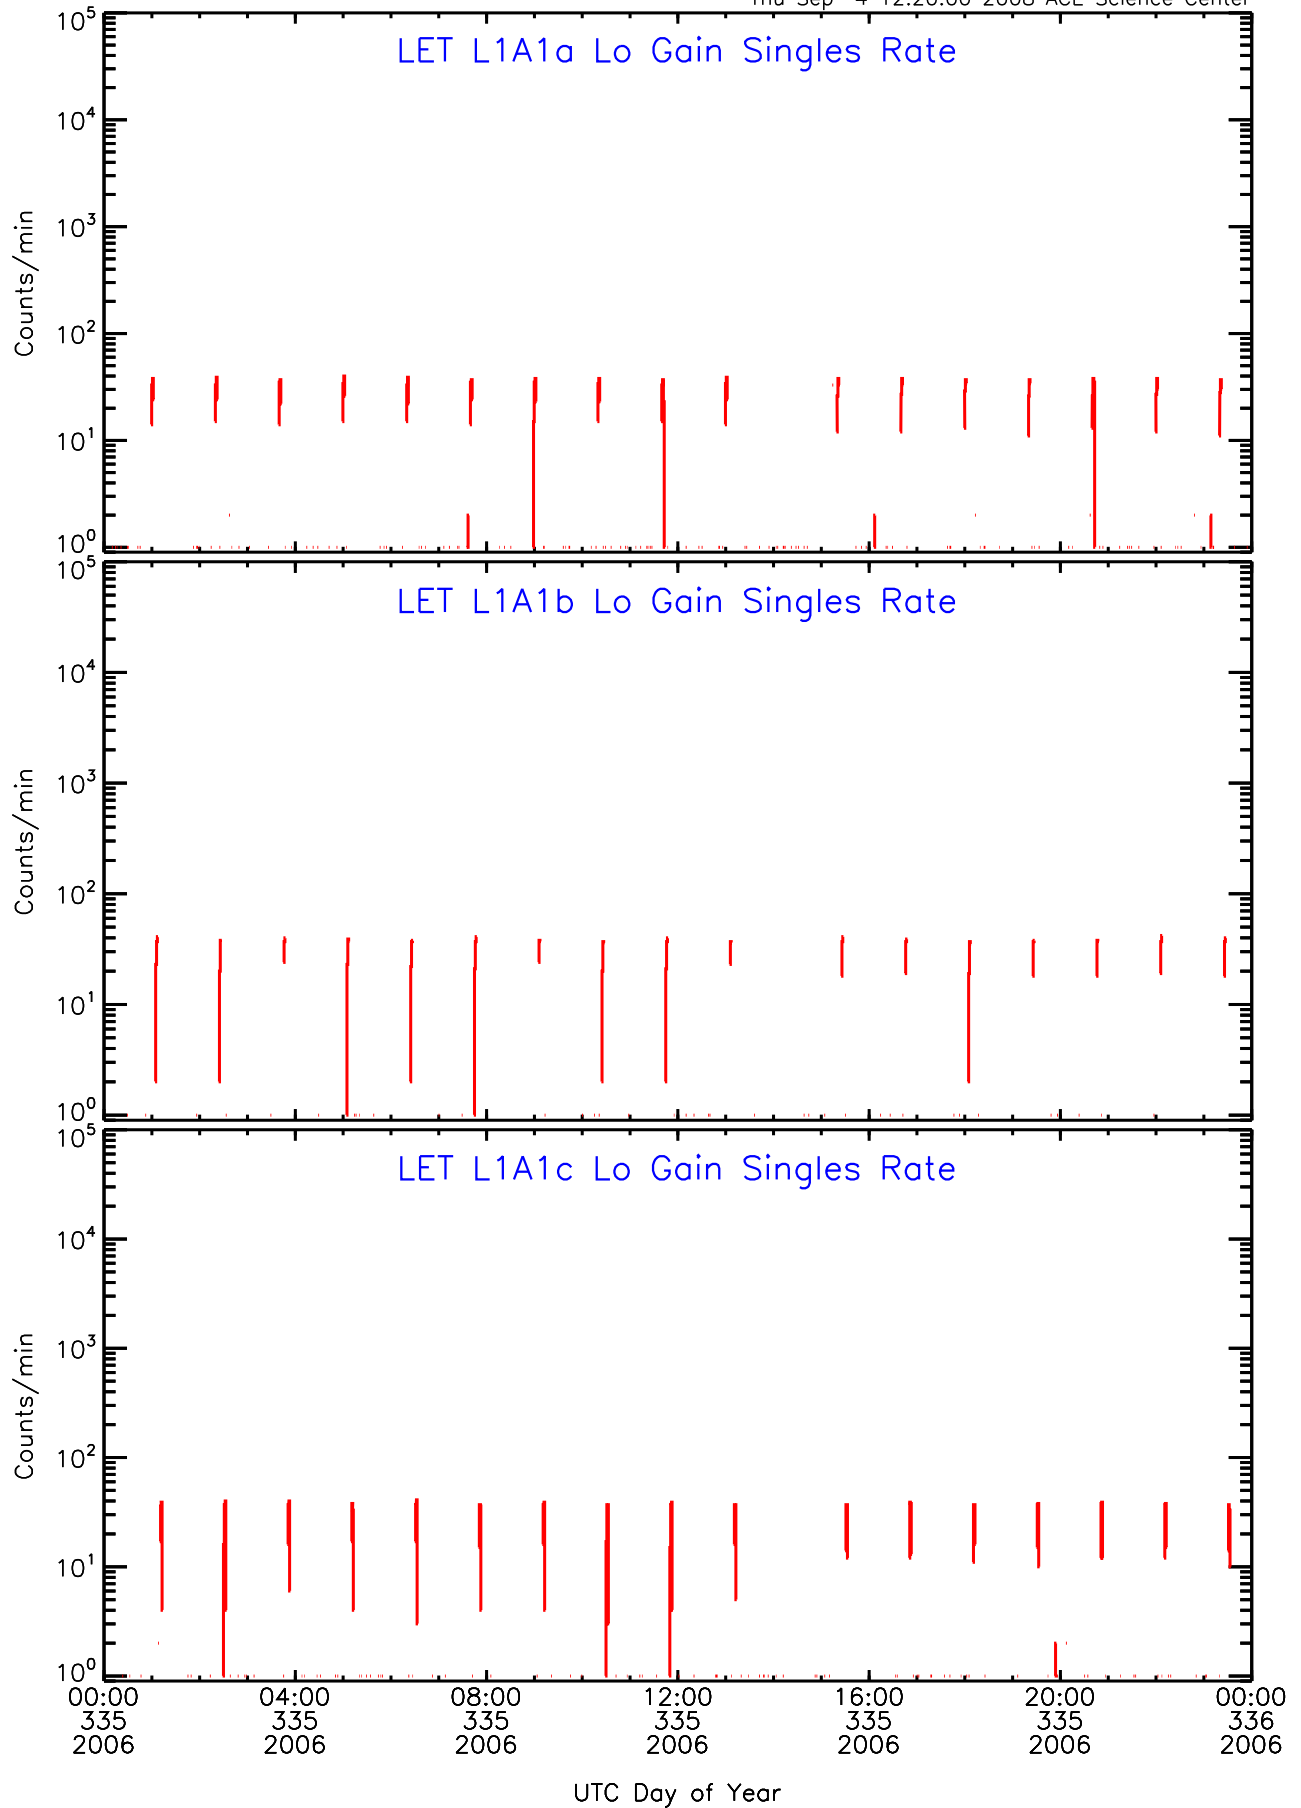 LET L1A1a Lo Gain Singles Rate
10^5
10^4
10^3
10^2
10^1
10^0
Counts/min
LET L1A1b Lo Gain Singles Rate
10^5
10^4
10^3
10^2
10^1
10^0
Counts/min
LET L1A1c Lo Gain Singles Rate
10^5
10^4
10^3
10^2
10^1
10^0
Counts/min
00:00 04:00 08:00 12:00 16:00 20:00 00:00
335 335 335 335 335 335 336
2006 2006 2006 2006 2006 2006 2006
UTC Day of Year